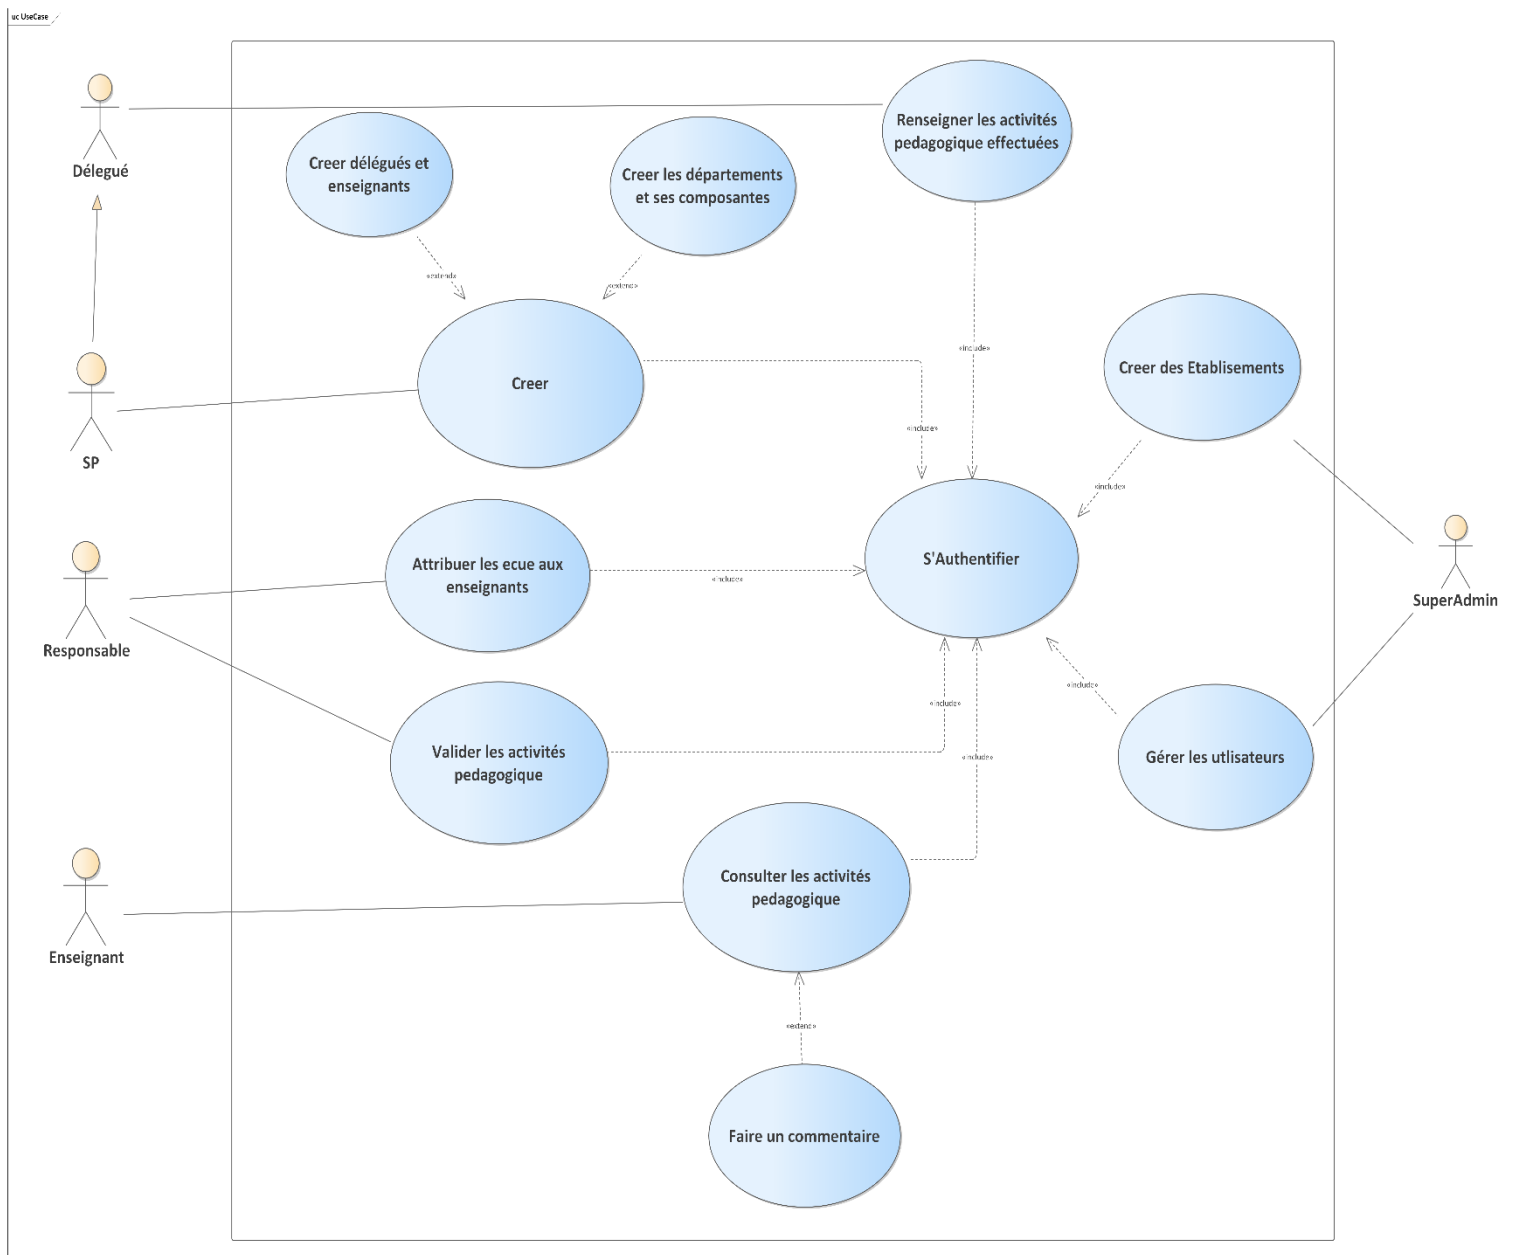 uc UseCase
Délegué
Renseigner les activités
pedagogique effectuées
Creer délégués et
enseignants
Creer les départements
et ses composantes
«extend»
«extend»
«include»
Creer
Creer des Etablisements
SP
«include»
«include»
Attribuer les ecue aux
enseignants
«include»
S'Authentifier
SuperAdmin
Responsable
«include»
«include»
Valider les activités
pedagogique
«include»
Gérer les utlisateurs
Consulter les activités
pedagogique
Enseignant
«extend»
Faire un commentaire